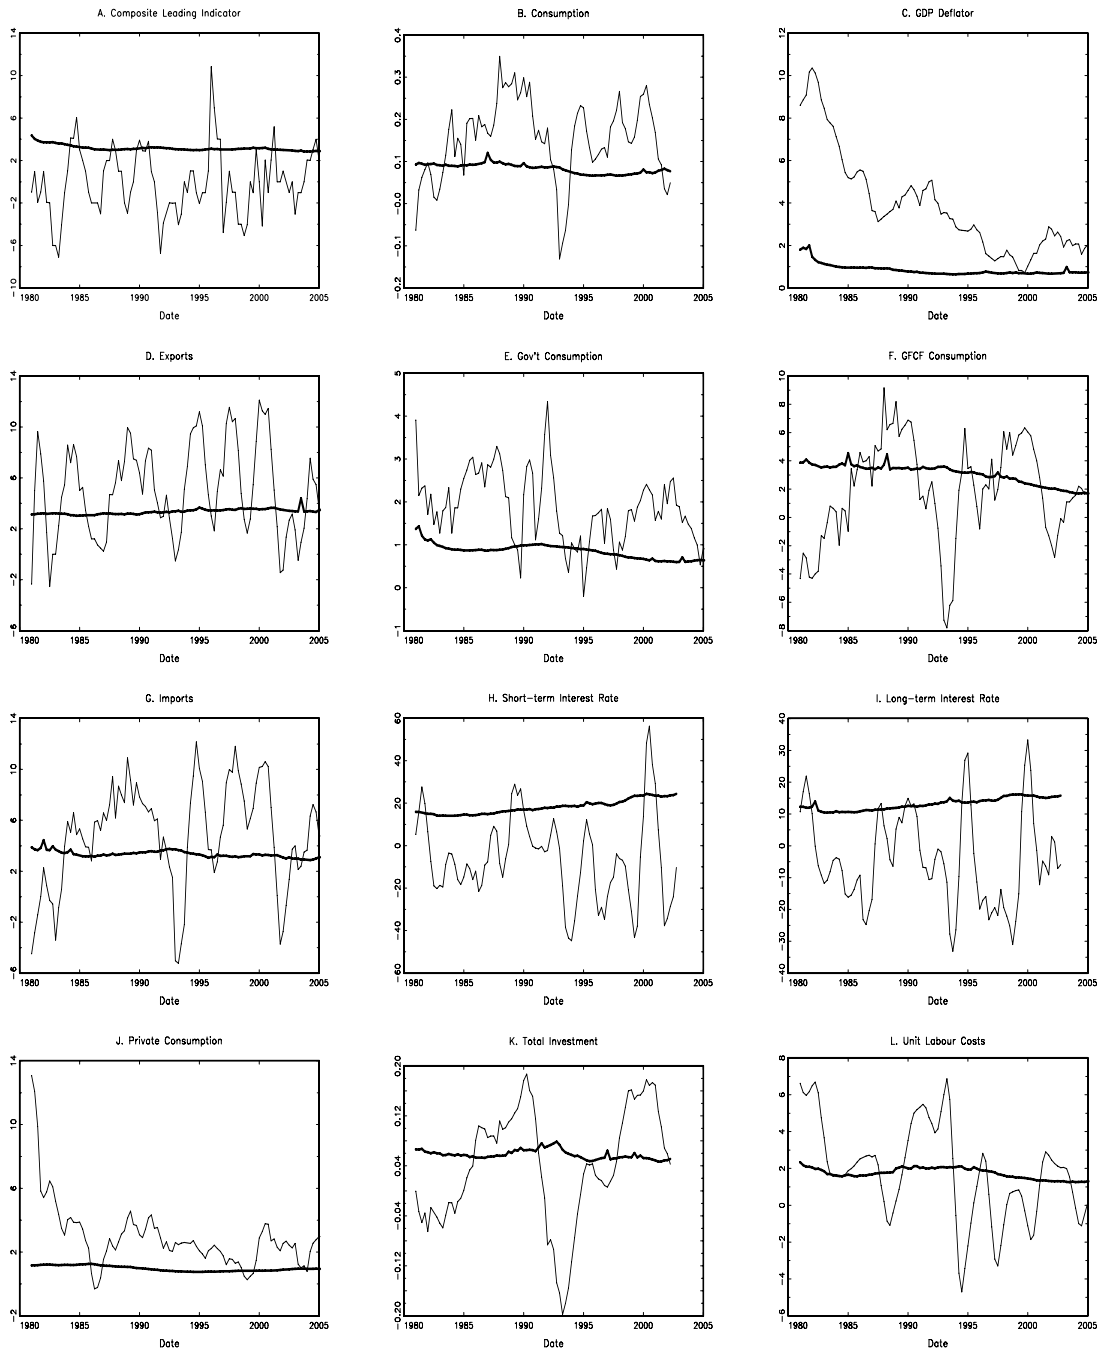 A. Composite Leading Indicator
14
10
6
2
−2
−6
−10
1980 1985 1990 1995 2000 2005
Date
B. Consumption
0.4
0.3
0.2
0.1
−0.0
−0.1
−0.2
1980 1985 1990 1995 2000 2005
Date
C. GDP Deflator
12
10
8
6
4
2
0
1980 1985 1990 1995 2000 2005
Date
D. Exports
14
10
6
2
−2
−6
1980 1985 1990 1995 2000 2005
Date
E. Gov't Consumption
5
4
3
2
1
0
−1
1980 1985 1990 1995 2000 2005
Date
F. GFCF Consumption
10
8
6
4
2
0
−2
−4
−6
−8
1980 1985 1990 1995 2000 2005
Date
G. Imports
14
10
6
2
−2
−6
1980 1985 1990 1995 2000 2005
Date
H. Short−term Interest Rate
60
40
20
0
−20
−40
−60
1980 1985 1990 1995 2000 2005
Date
I. Long−term Interest Rate
40
30
20
10
0
−10
−20
−30
−40
1980 1985 1990 1995 2000 2005
Date
J. Private Consumption
14
10
6
2
−2
1980 1985 1990 1995 2000 2005
Date
K. Total Investment
0.20
0.12
0.04
−0.04
−0.12
−0.20
1980 1985 1990 1995 2000 2005
Date
L. Unit Labour Costs
8
6
4
2
0
−2
−4
−6
1980 1985 1990 1995 2000 2005
Date